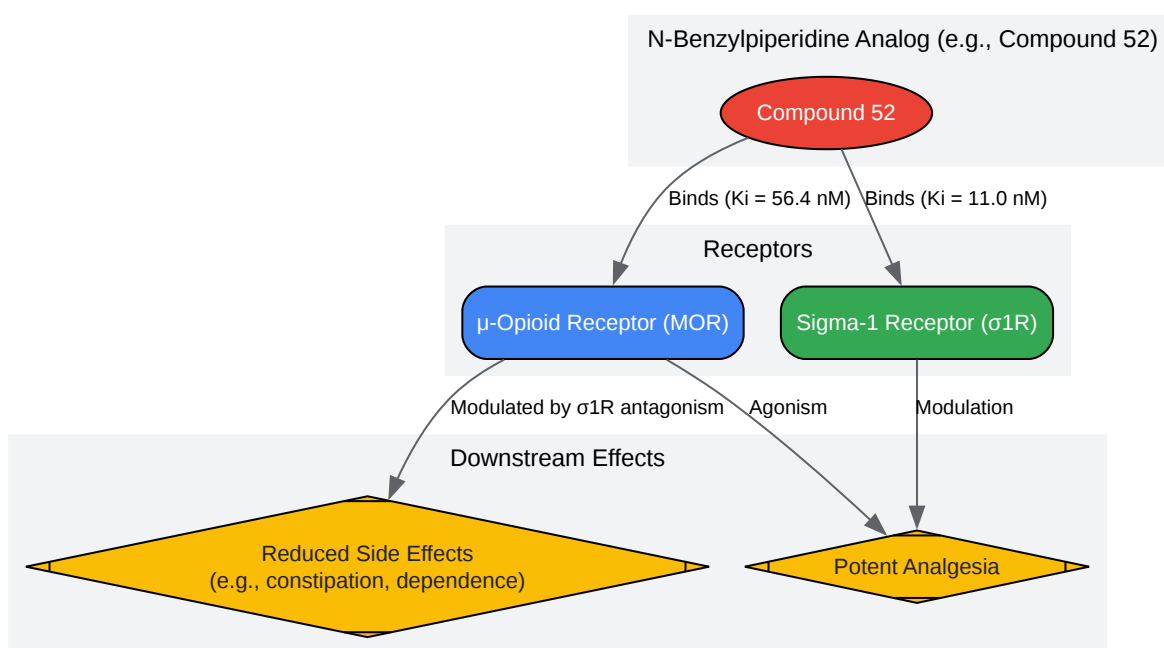 N-Benzylpiperidine Analog (e.g., Compound 52)
Compound 52
Binds (Ki = 56.4 nM)
Binds (Ki = 11.0 nM)
Receptors
μ-Opioid Receptor (MOR)
Sigma-1 Receptor (σ1R)
Modulated by σ1R antagonism
Agonism
Modulation
Downstream Effects
Reduced Side Effects
(e.g., constipation, dependence)
Potent Analgesia